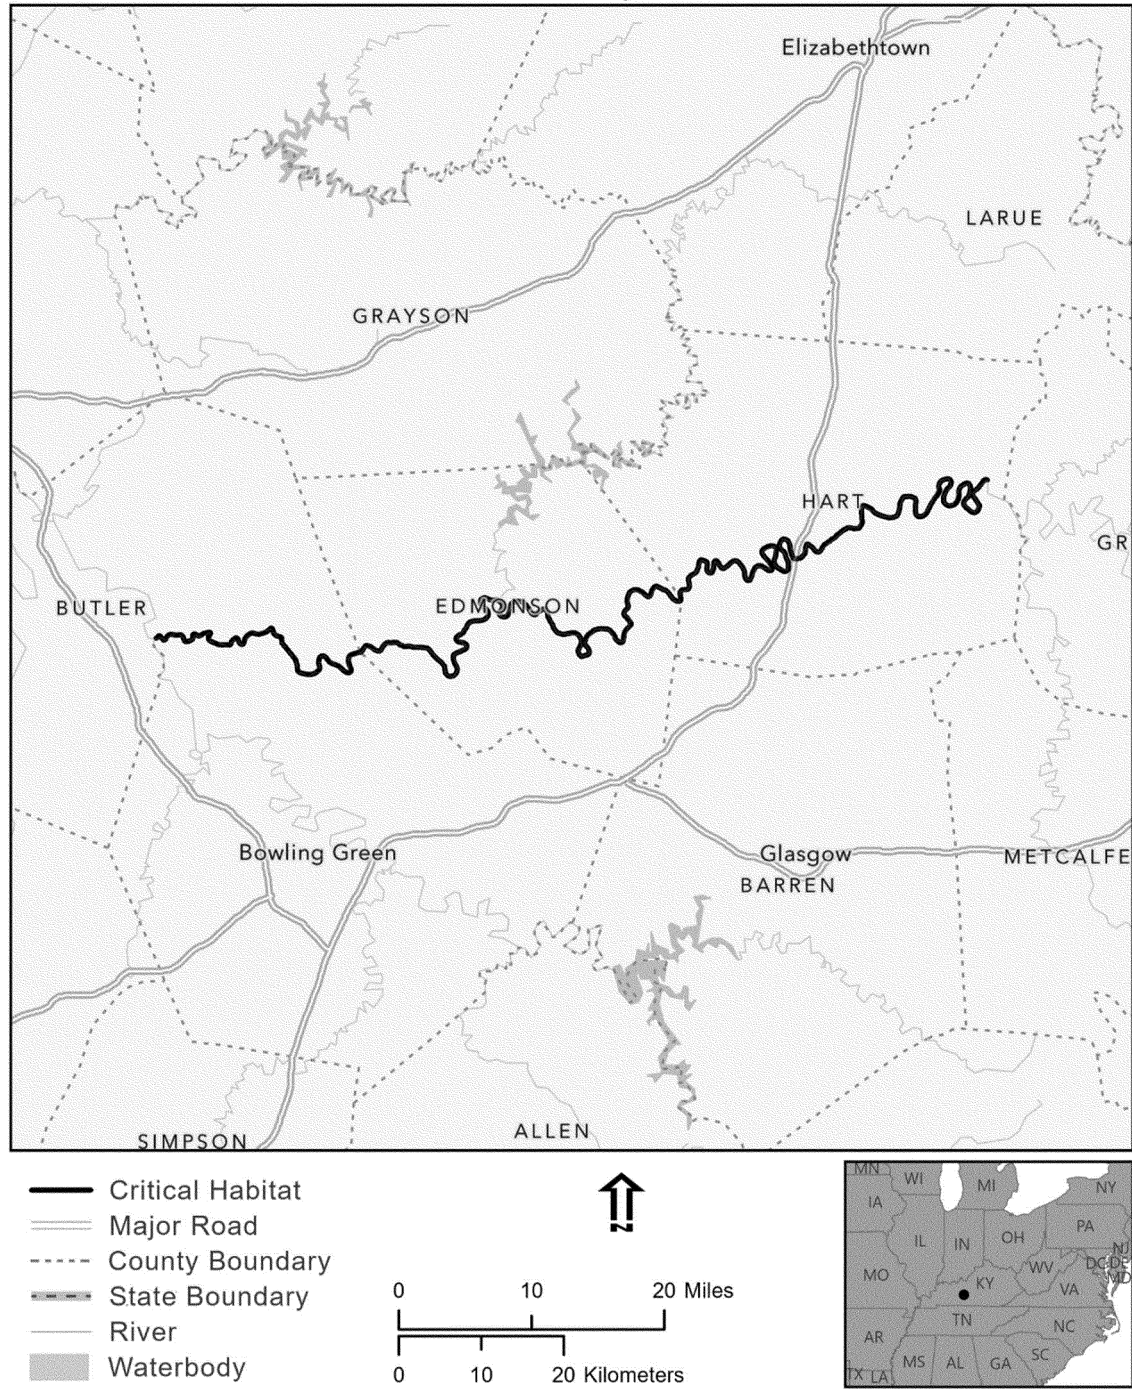 Elizabethtown
LARUE
GRAYSON
HART
GR
BUTLER
EDMONSON
Bowling Green
Glasgow
METCALFE
BARREN
ALLEN
SIMPSON
Critical Habitat
Major Road
County Boundary
State Boundary
River
Waterbody
N
0 10 20 Miles
0 10 20 Kilometers
MN WI MI NY
IA PA
IL IN OH NJ
MO WV DC DE
KY VA MD
TN NC
AR SC
MS AL GA
TX LA